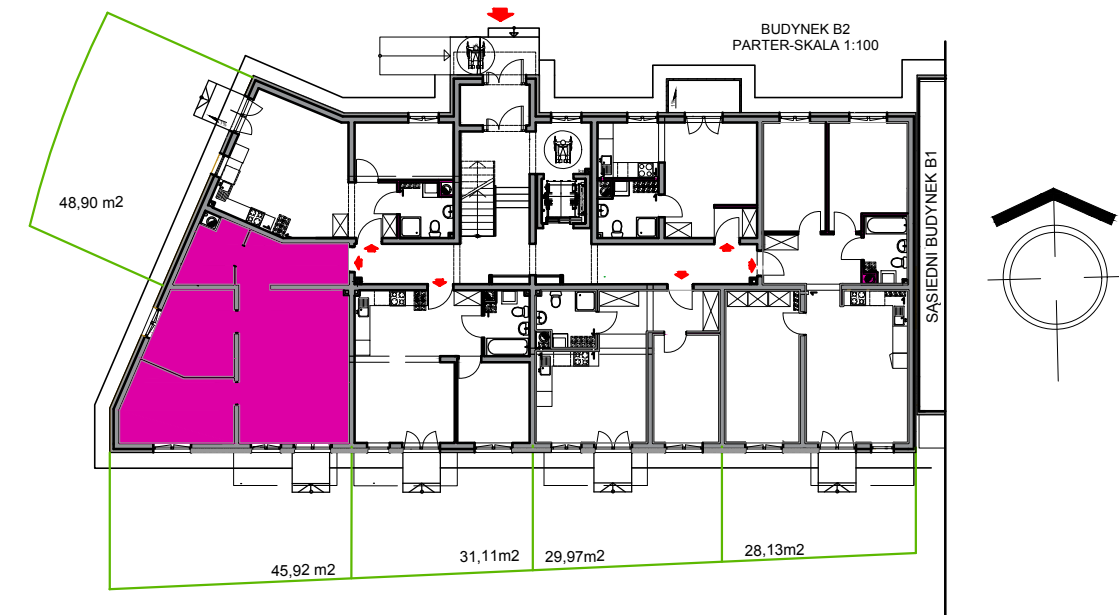 BUDYNEK B2
PARTER-SKALA 1:100
48,90 m2
SĄSIEDNI BUDYNEK B1
45,92 m2
31,11m2
29,97m2
28,13m2